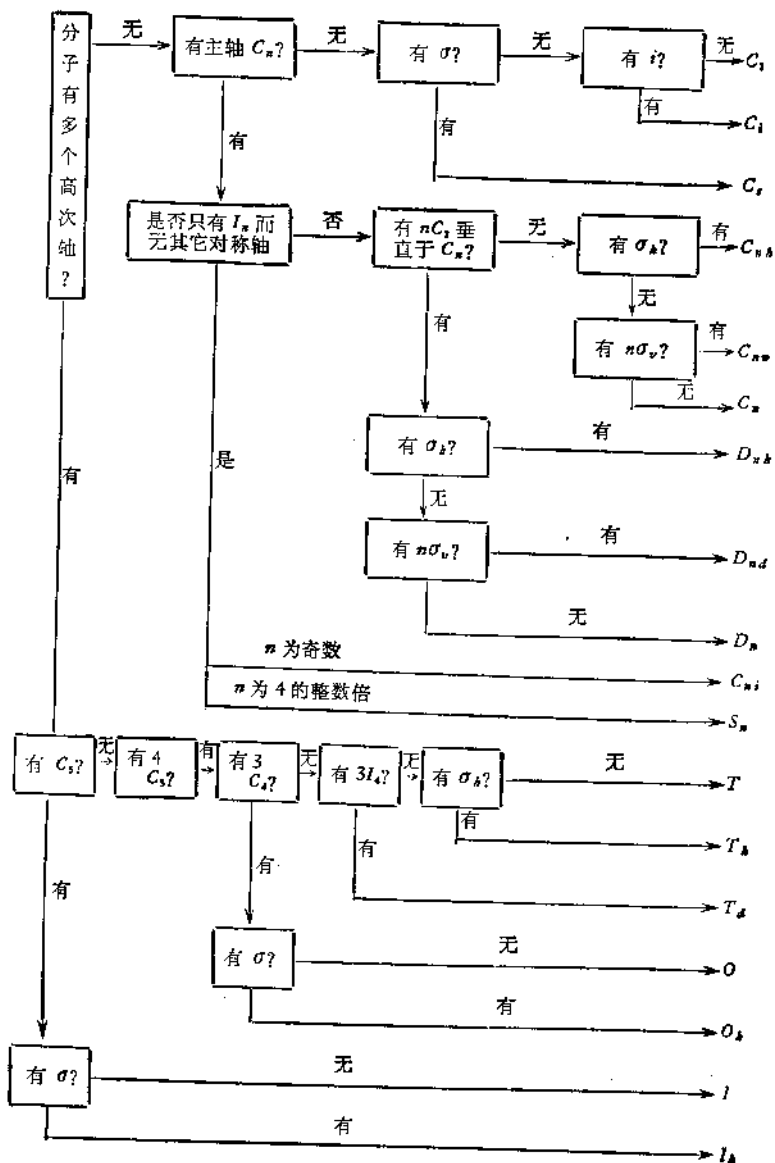 分子有多个高次轴?
无
有主轴 Cₙ?
无
有 σ?
无
有 i?
无
C₁
有
Cᵢ
有
Cₛ
有
是否只有 Iₙ 而
无其它对称轴
否
有 nC₂ 垂
直于 Cₙ?
无
有 σₕ?
有
Cₙₕ
无
有 nσᵥ?
有
Cₙᵥ
无
Cₙ
有
有 σₕ?
有
Dₙₕ
无
有 nσᵥ?
有
Dₙd
无
Dₙ
是
n 为奇数
Cₙᵢ
n 为 4 的整数倍
Sₙ
有
有 C₅?
无
有 4
C₃?
有
有 3
C₄?
无
有 3I₄?
无
有 σₕ?
无
T
有
Tₕ
有
T_d
有
有 σ?
无
O
有
Oₕ
有
有 σ?
无
I
有
Iₕ